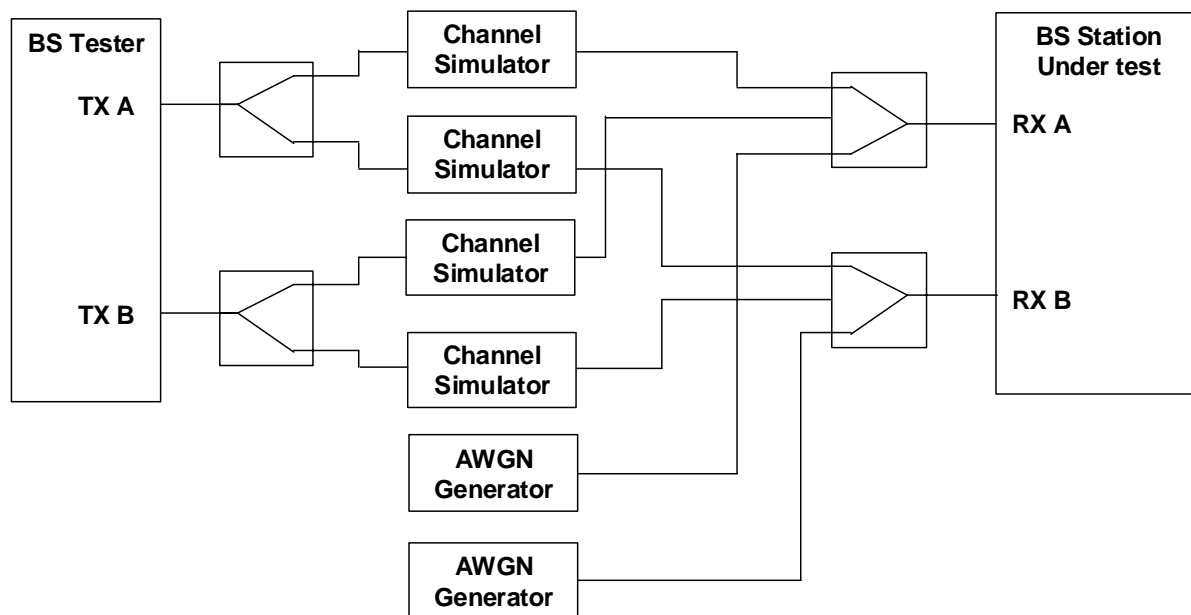 BS Tester
TX A
TX B
Channel
Simulator
Channel
Simulator
Channel
Simulator
Channel
Simulator
AWGN
Generator
AWGN
Generator
BS Station
Under test
RX A
RX B